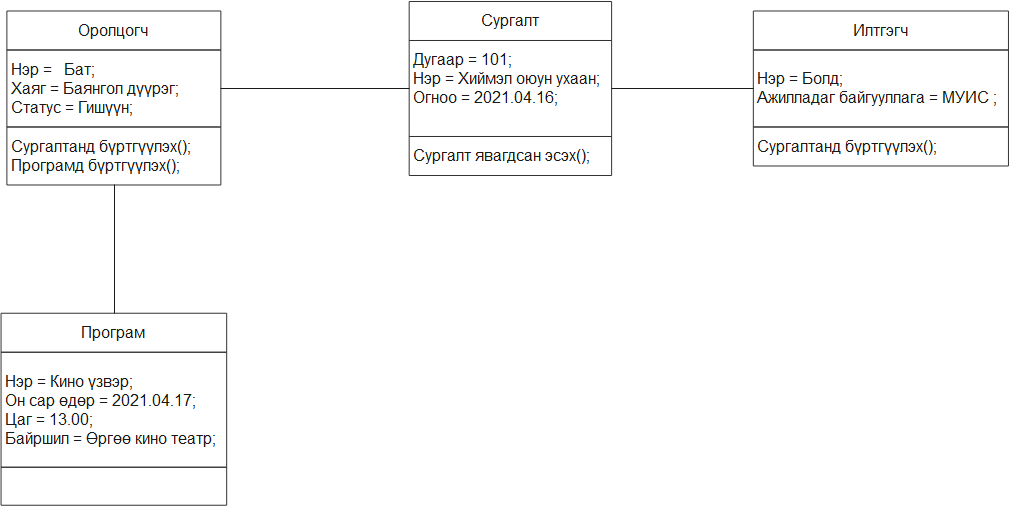 Оролцогч
Нэр = Бат;
Хаяг = Баянгол дүүрэг;
Статус = Гишүүн;
Сургалтанд бүртгүүлэх();
Програмд бүртгүүлэх();
Сургалт
Дугаар = 101;
Нэр = Хиймэл оюун ухаан;
Огноо = 2021.04.16;
Сургалт явагдсан эсэх();
Илтгэгч
Нэр = Болд;
Ажилладаг байгууллага = МУИС ;
Сургалтанд бүртгүүлэх();
Програм
Нэр = Кино үзвэр;
Он сар өдөр = 2021.04.17;
Цаг = 13.00;
Байршил = Өргөө кино театр;